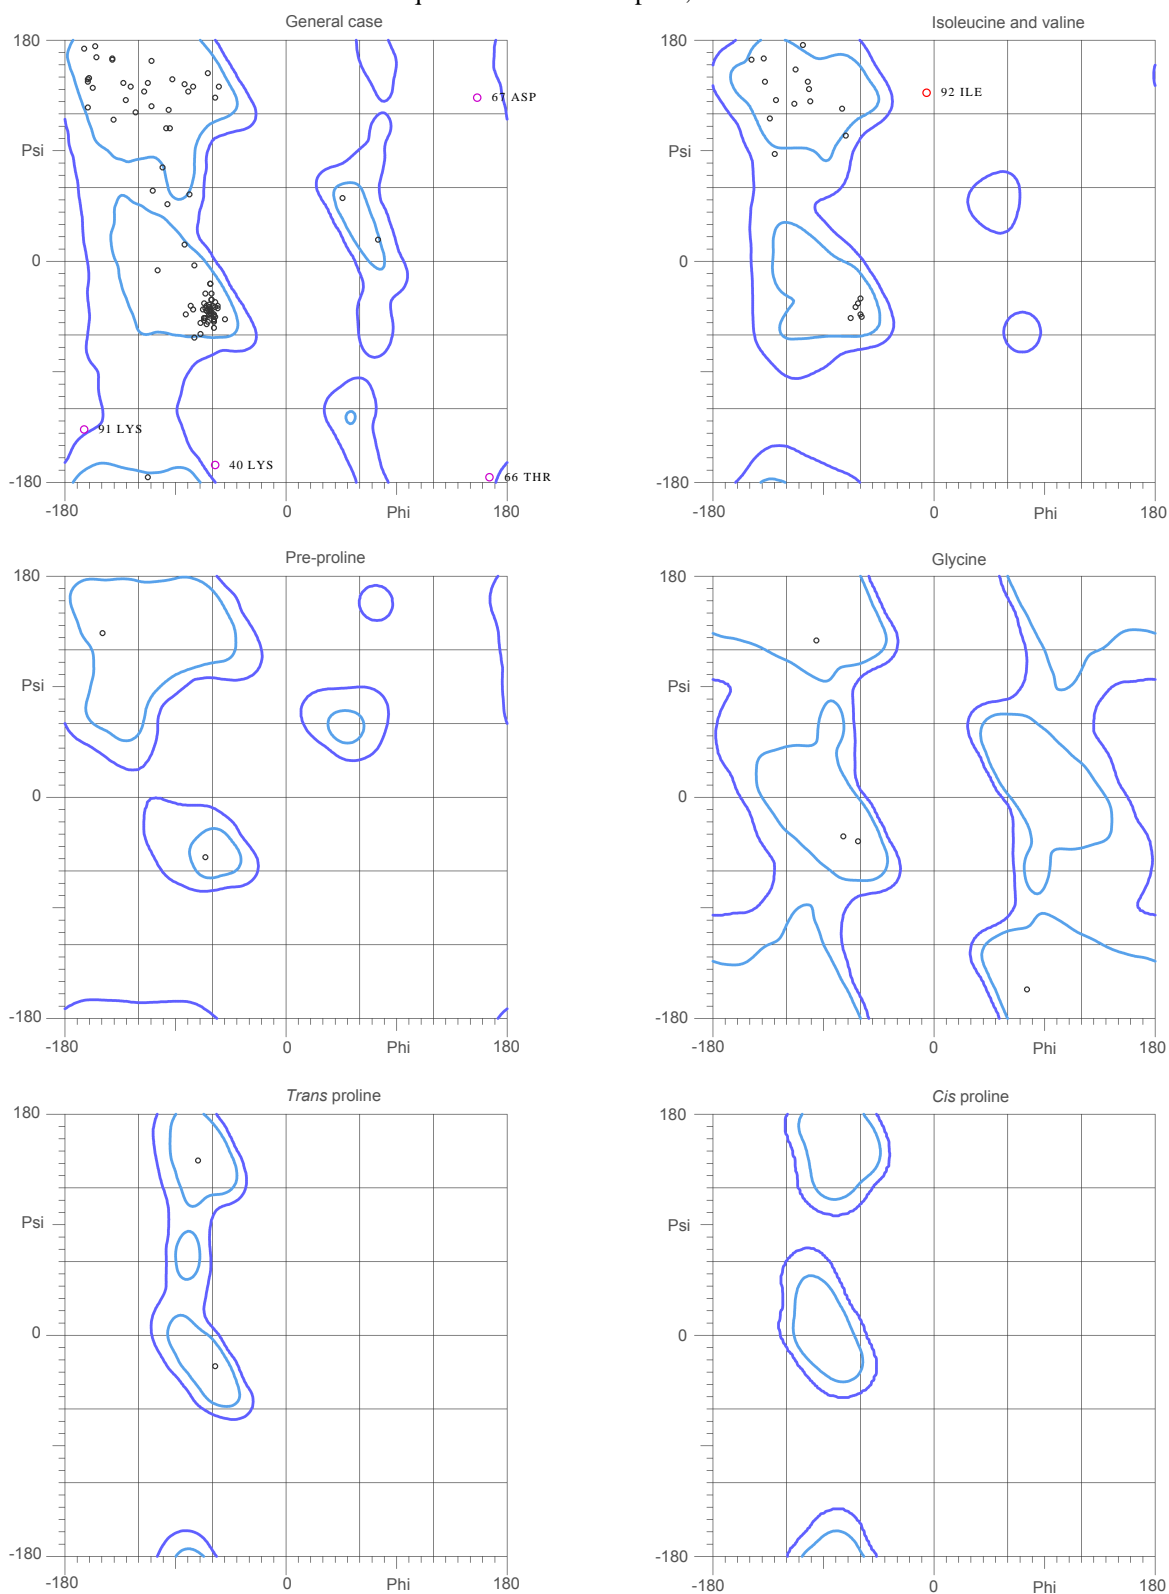 General case
180
67 ASP
Psi
0
91 LYS
40 LYS
66 THR
-180
-180
0
Phi
180
Isoleucine and valine
180
92 ILE
Psi
0
-180
-180
0
Phi
180
Pre-proline
180
Psi
0
-180
-180
0
Phi
180
Glycine
180
Psi
0
-180
-180
0
Phi
180
Trans proline
180
Psi
0
-180
-180
0
Phi
180
Cis proline
180
Psi
0
-180
-180
0
Phi
180